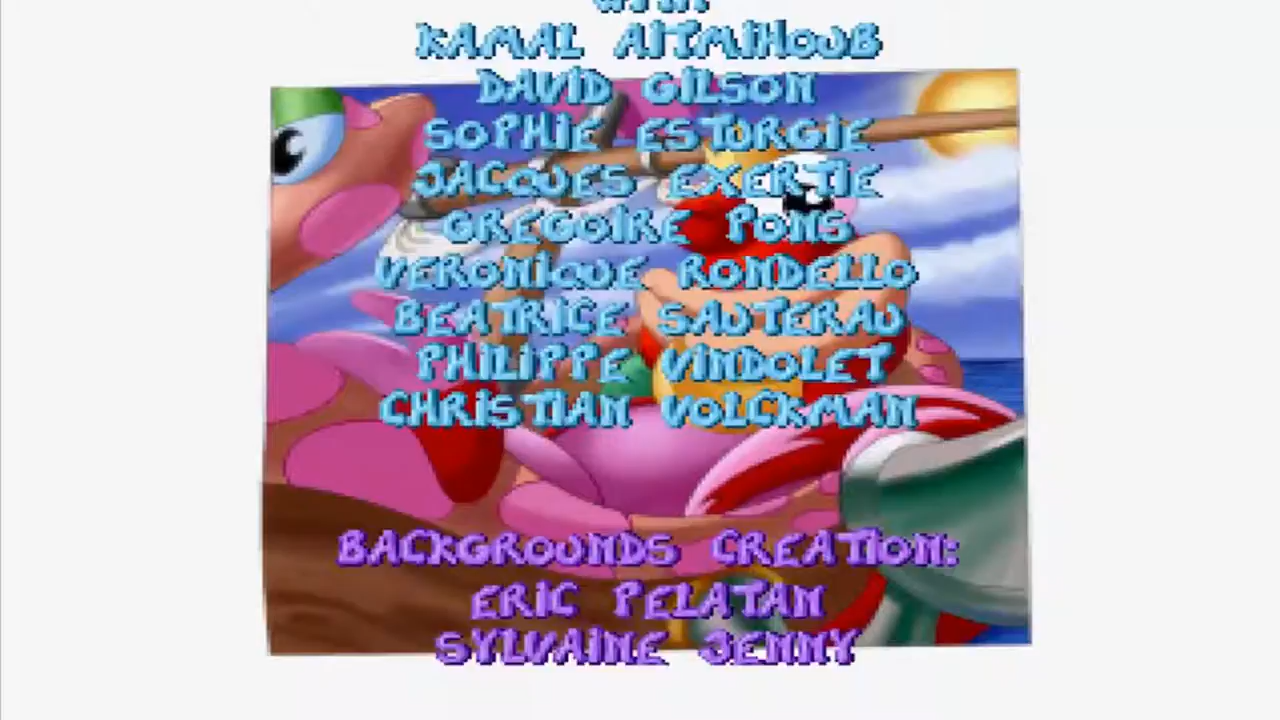 WITH
KAMAL AITMIHOUB
DAVID GILSON
SOPHIE ESTORGIE
JACQUES EXERTIE
GREGOIRE PONS
VERONIQUE RONDELLO
BEATRICE SAUTERAU
PHILIPPE VINDOLET
CHRISTIAN VOLCKMAN
BACKGROUNDS CREATION:
ERIC PELATAN
SYLVAINE JENNY